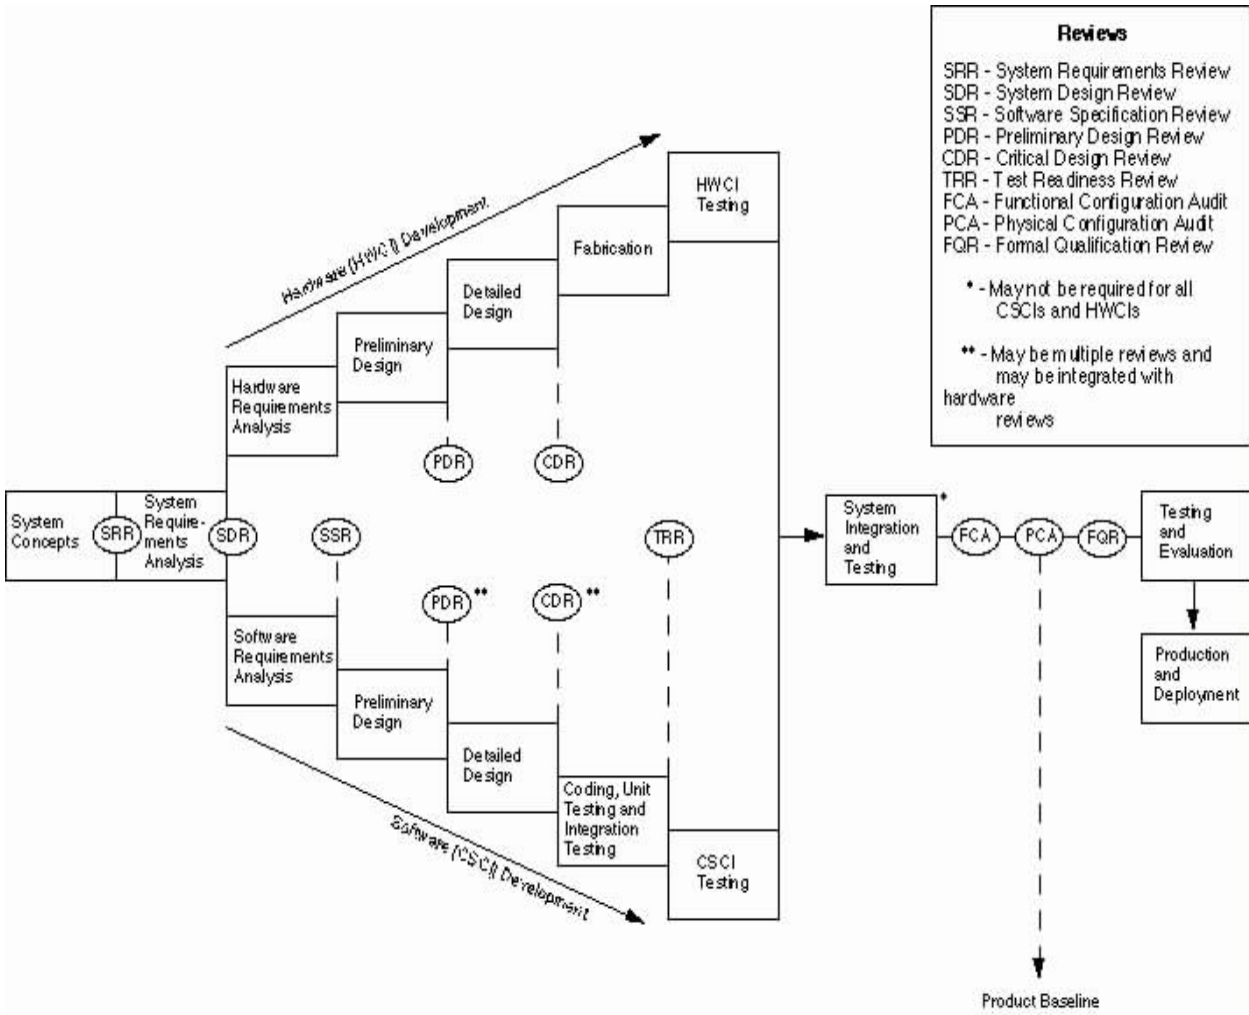 Reviews
SRR - System Requirements Review
SDR - System Design Review
SSR - Software Specification Review
PDR - Preliminary Design Review
CDR - Critical Design Review
TRR - Test Readiness Review
FCA - Functional Configuration Audit
PCA - Physical Configuration Audit
FQR - Formal Qualification Review
* - May not be required for all
CSCIs and HWCIs
** - May be multiple reviews and
may be integrated with
hardware
reviews
Hardware (HWCI) Development
HWCI
Testing
Fabrication
Detailed
Design
Preliminary
Design
Hardware
Requirements
Analysis
PDR
CDR
System
Concepts
SRR
System
Require-
ments
Analysis
SDR
SSR
TRR
PDR **
CDR **
Software
Requirements
Analysis
Preliminary
Design
Detailed
Design
Coding, Unit
Testing and
Integration
Testing
CSCI
Testing
Software (CSCI) Development
System
Integration
and
Testing
*
FCA
PCA
FQR
Testing
and
Evaluation
Production
and
Deployment
Product Baseline